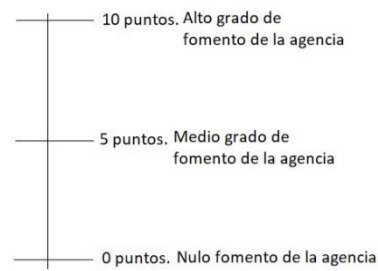 10 puntos. Alto grado de
fomento de la agencia
5 puntos. Medio grado de
fomento de la agencia
0 puntos. Nulo fomento de la agencia